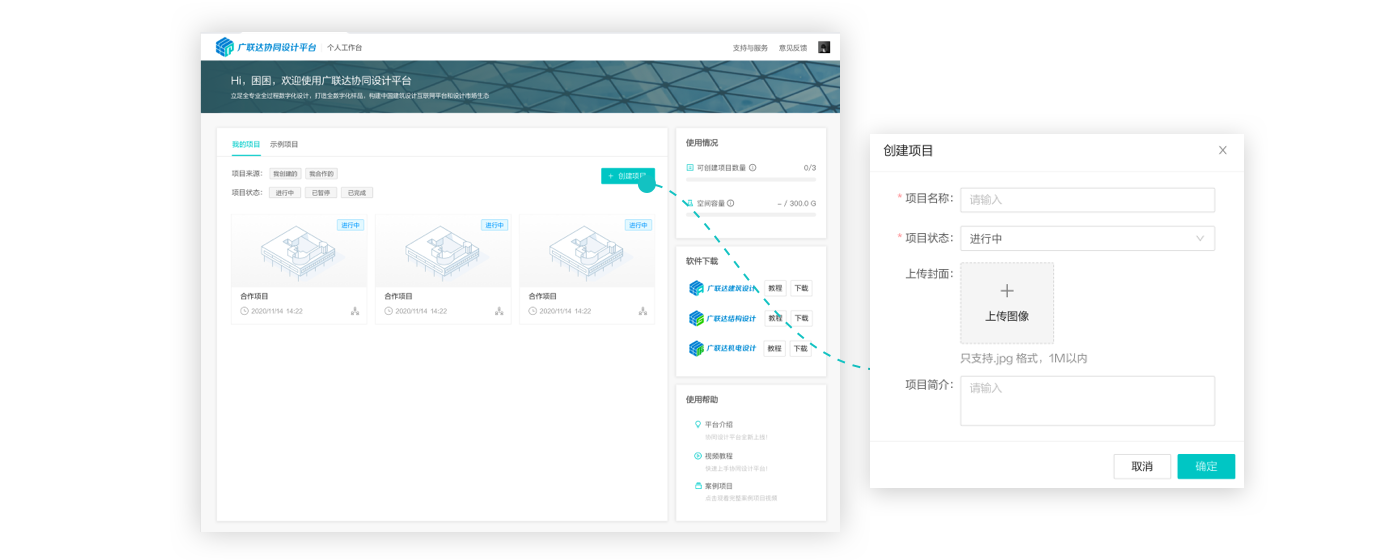 广联达协同设计平台 个人工作台 支持与服务 意见反馈
Hi，困困，欢迎使用广联达协同设计平台
立足全专业全过程数字化设计，打造全数字化样品，构建中国建筑设计互联网平台和设计市场生态
我的项目 示例项目
项目来源： 我创建的 我合作的
项目状态： 进行中 已暂停 已完成
+ 创建项目
进行中
合作项目
2020/11/14 14:22
进行中
合作项目
2020/11/14 14:22
进行中
合作项目
2020/11/14 14:22
使用情况
可创建项目数量 0/3
空间容量 – / 300.0 G
软件下载
广联达建筑设计 教程 下载
广联达结构设计 教程 下载
广联达机电设计 教程 下载
使用帮助
平台介绍
协同设计平台全新上线！
视频教程
快速上手协同设计平台！
案例项目
点击观看完整案例项目视频
创建项目
* 项目名称： 请输入
* 项目状态： 进行中
上传封面：
上传图像
只支持.jpg 格式，1M以内
项目简介： 请输入
取消 确定